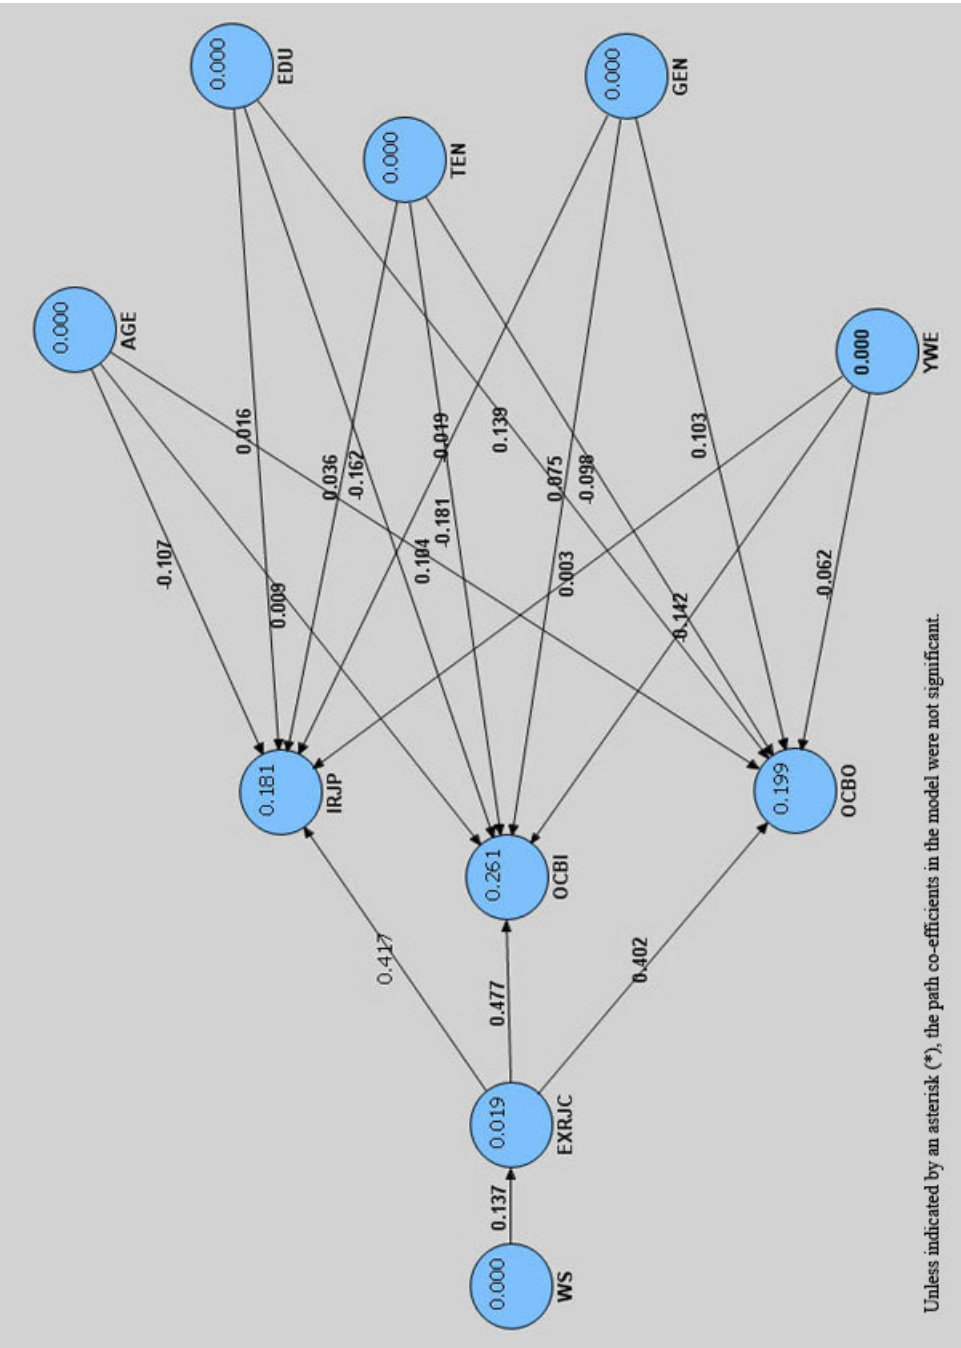 0.000
AGE
-0.107
0.000
EDU
0.016
0.181
IRJP
0.009
0.036
-0.162
0.417
0.000
TEN
0.104
-0.181
-0.019
0.000
WS
0.137
0.019
EXRJC
0.477
0.261
OCBI
0.139
0.075
0.003
-0.098
0.000
GEN
0.402
-0.142
0.103
0.199
OCBO
-0.062
0.000
YWE
Unless indicated by an asterisk (*), the path co-efficients in the model were not significant.